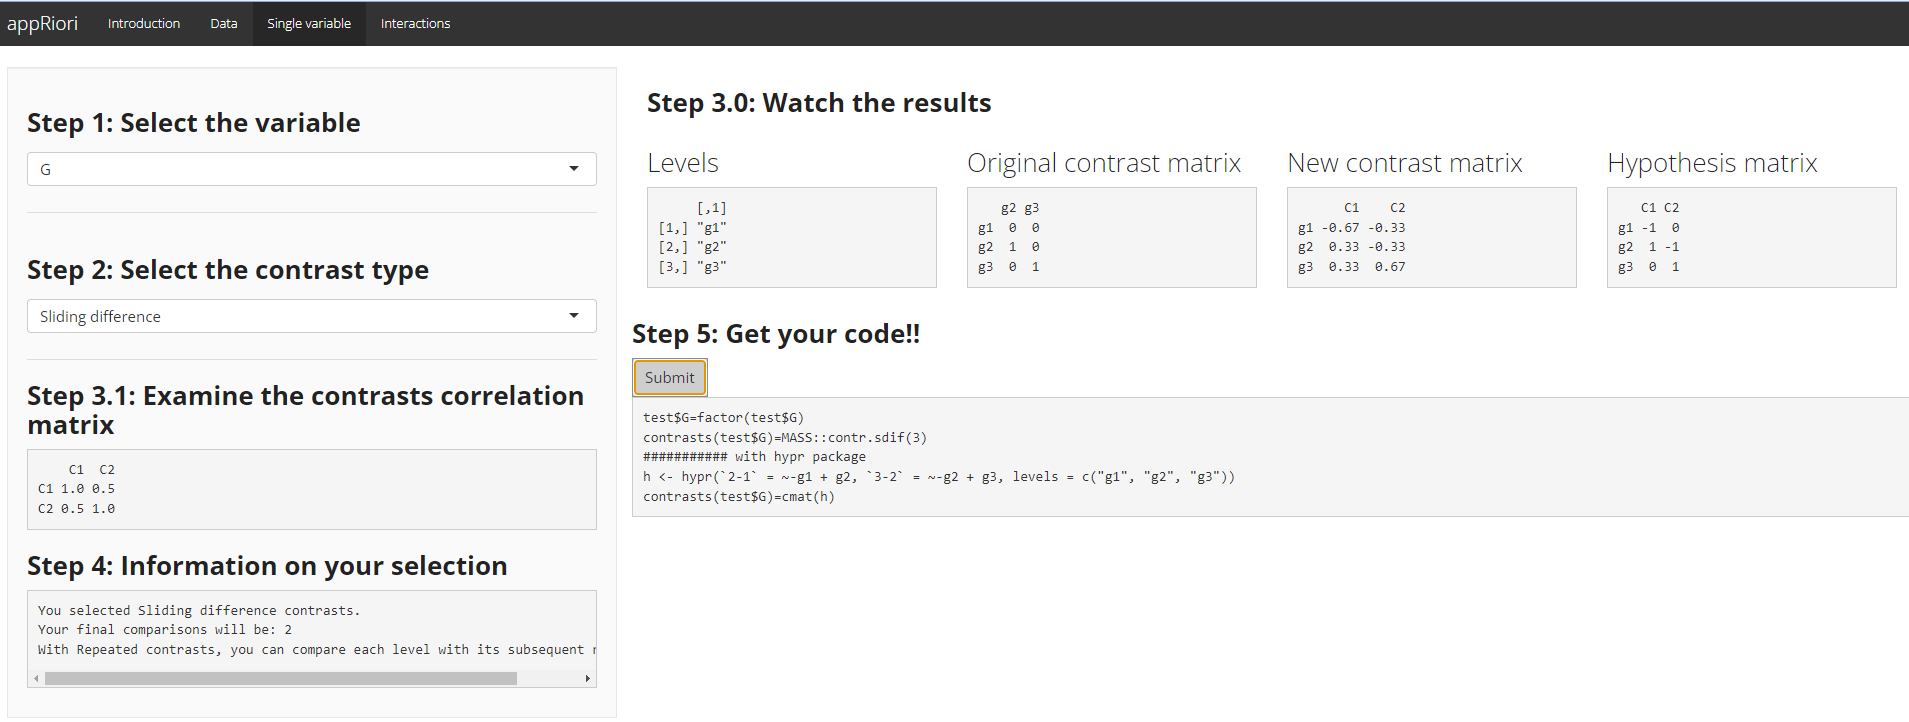 appRiori Introduction Data Single variable Interactions
Step 1: Select the variable
G
Step 2: Select the contrast type
Sliding difference
Step 3.1: Examine the contrasts correlation
matrix
C1 C2
C1 1.0 0.5
C2 0.5 1.0
Step 4: Information on your selection
You selected Sliding difference contrasts.
Your final comparisons will be: 2
With Repeated contrasts, you can compare each level with its subsequent
Step 3.0: Watch the results
Levels
[,1]
[1,] "g1"
[2,] "g2"
[3,] "g3"
Original contrast matrix
g2 g3
g1 0 0
g2 1 0
g3 0 1
New contrast matrix
C1 C2
g1 -0.67 -0.33
g2 0.33 -0.33
g3 0.33 0.67
Hypothesis matrix
C1 C2
g1 -1 0
g2 1 -1
g3 0 1
Step 5: Get your code!!
Submit
test$G=factor(test$G)
contrasts(test$G)=MASS::contr.sdif(3)
########### with hypr package
h <- hypr(`2-1` = ~-g1 + g2, `3-2` = ~-g2 + g3, levels = c("g1", "g2", "g3"))
contrasts(test$G)=cmat(h)